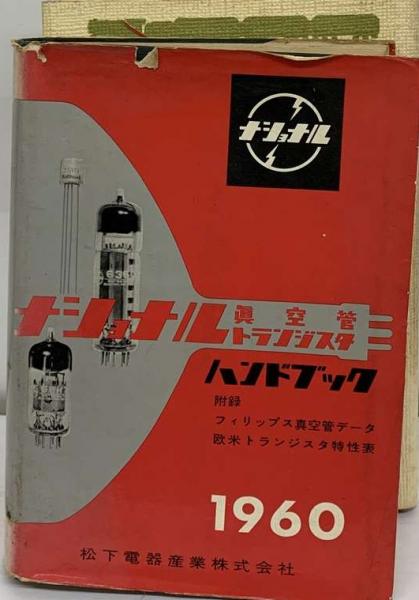 ナショナル
ナショナル 眞空管
トランジスタ
ハンドブック
附録
フィリップス真空管データ
欧米トランジスタ特性表
1960
松下電器産業株式会社